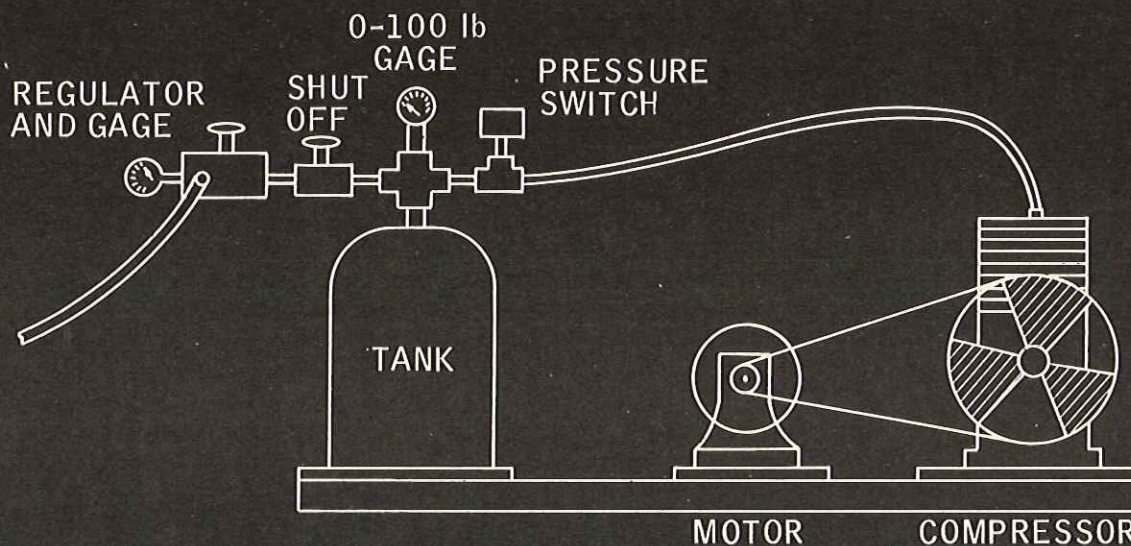 0-100 lb
GAGE
REGULATOR
AND GAGE
SHUT
OFF
PRESSURE
SWITCH
TANK
MOTOR
COMPRESSOR